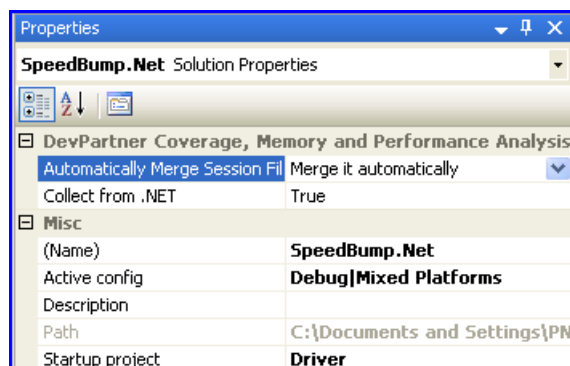 Properties
SpeedBump.Net Solution Properties
DevPartner Coverage, Memory and Performance Analysis
Automatically Merge Session Fil Merge it automatically
Collect from .NET True
Misc
(Name) SpeedBump.Net
Active config Debug|Mixed Platforms
Description
Path C:\Documents and Settings\PN
Startup project Driver